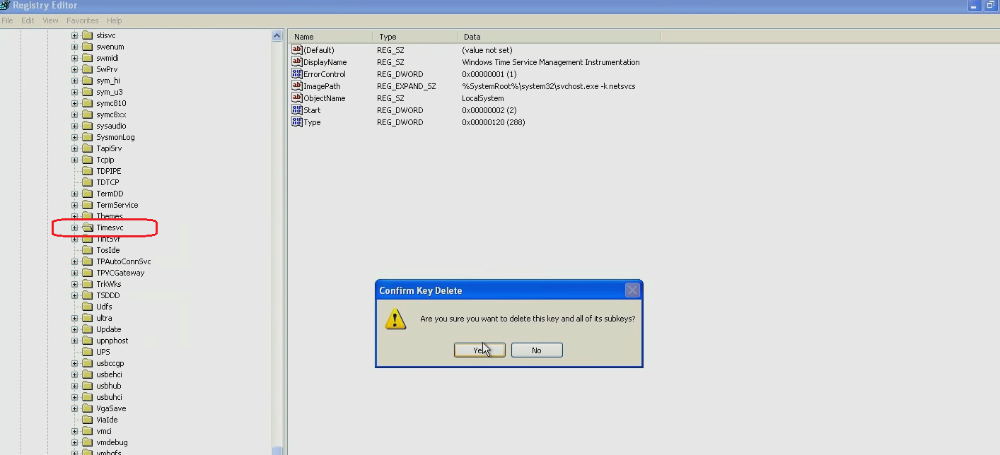 Registry Editor
File Edit View Favorites Help
stisvc
swenum
swmidi
SwPrv
sym_hi
sym_u3
symc810
symc8xx
sysaudio
SysmonLog
TapiSrv
Tcpip
TDPIPE
TDTCP
TermDD
TermService
Themes
Timesvc
TintSvr
TosIde
TPAutoConnSvc
TPVCGateway
TrkWks
TSDDD
Udfs
ultra
Update
upnphost
UPS
usbccgp
usbehci
usbhub
usbuhci
VgaSave
ViaIde
vmci
vmdebug
vmhgfs
Name Type Data
(Default) REG_SZ (value not set)
DisplayName REG_SZ Windows Time Service Management Instrumentation
ErrorControl REG_DWORD 0x00000001 (1)
ImagePath REG_EXPAND_SZ %SystemRoot%\system32\svchost.exe -k netsvcs
ObjectName REG_SZ LocalSystem
Start REG_DWORD 0x00000002 (2)
Type REG_DWORD 0x00000120 (288)
Confirm Key Delete
Are you sure you want to delete this key and all of its subkeys?
Yes No